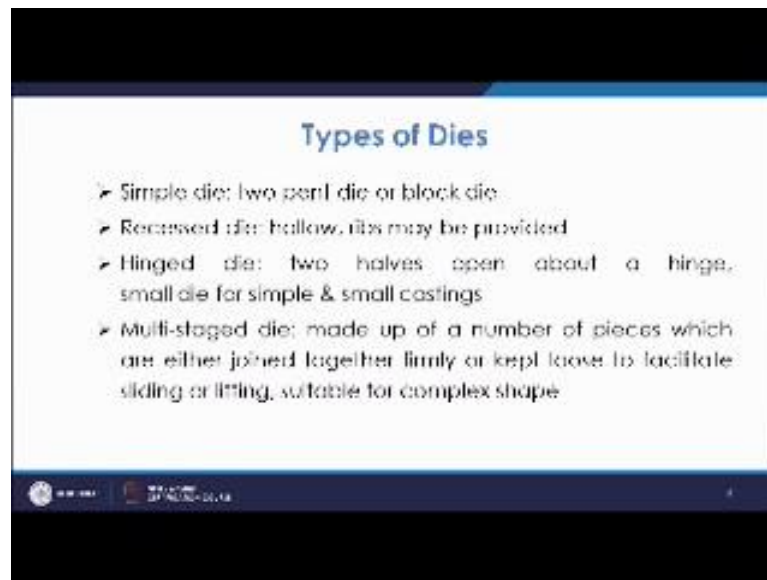 Types of Dies
➢ Simple die: two part die or block die
➢ Recessed die: hollow, ribs may be provided
➢ Hinged die: two halves open about a hinge,
small die for simple & small castings
➢ Multi-staged die: made up of a number of pieces which
are either joined together firmly or kept loose to facilitate
sliding or lifting, suitable for complex shape